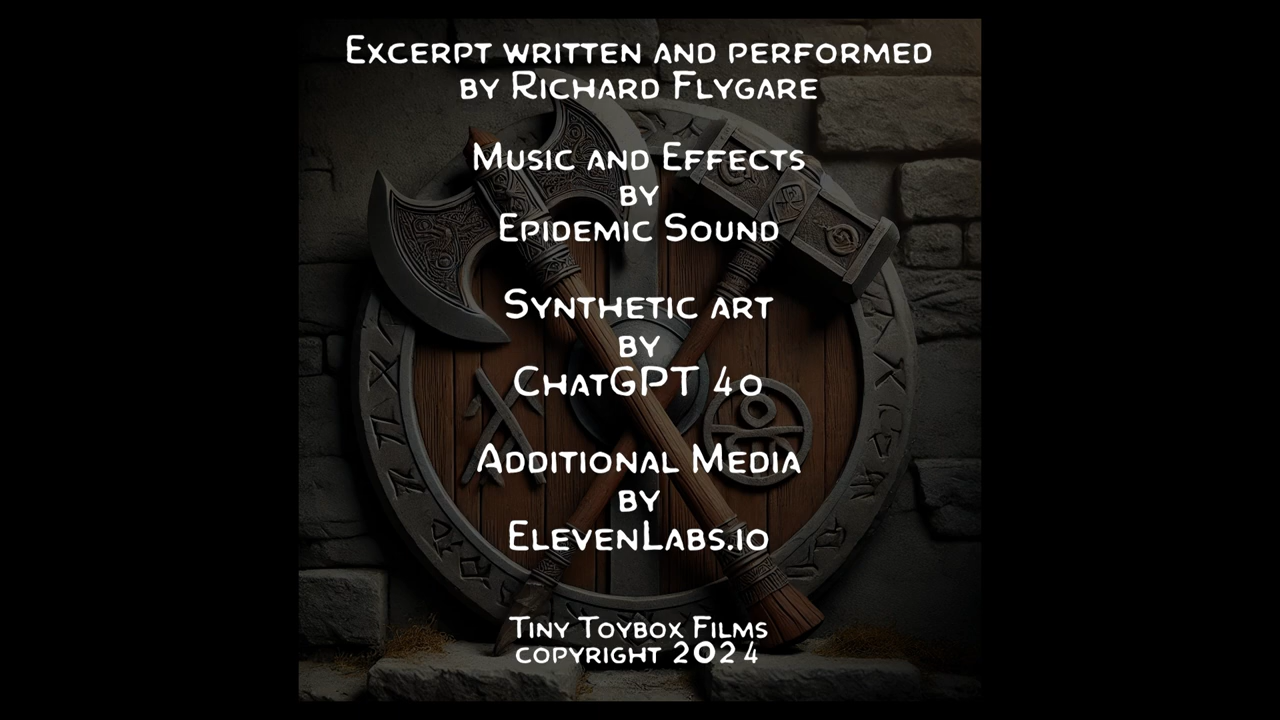 Excerpt written and performed
by Richard Flygare
Music and Effects
by
Epidemic Sound
Synthetic art
by
ChatGPT 4o
Additional Media
by
ElevenLabs.io
Tiny Toybox Films
copyright 2024